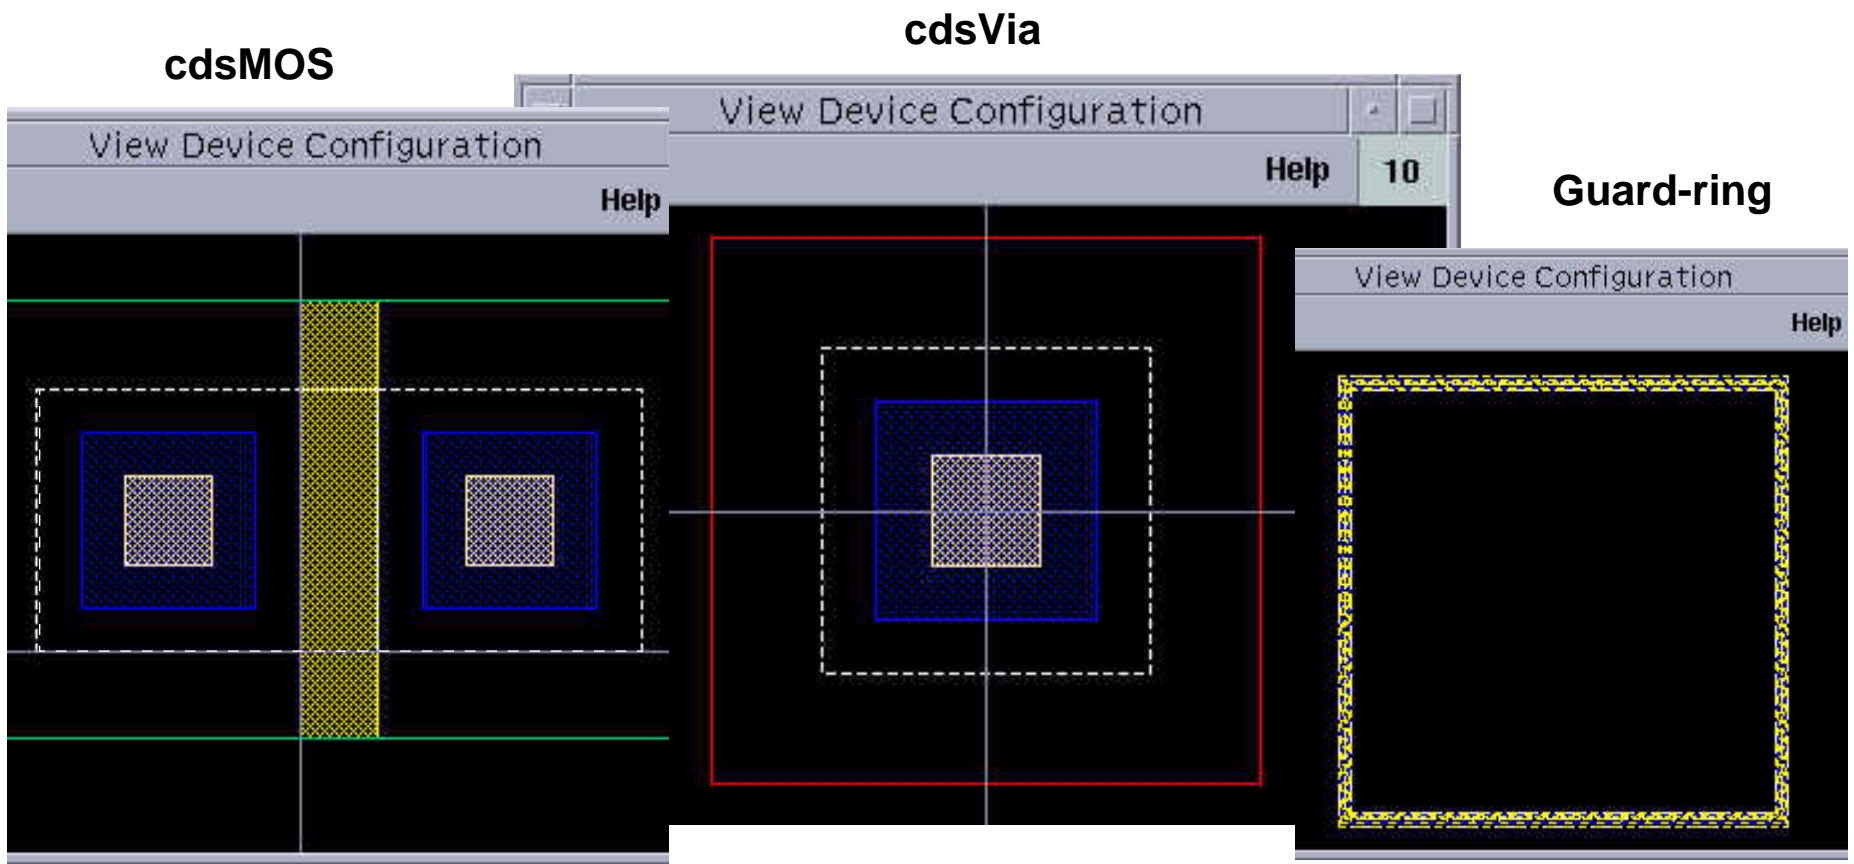 cdsMOS
View Device Configuration
Help
cdsVia
View Device Configuration
Help
10
Guard-ring
View Device Configuration
Help